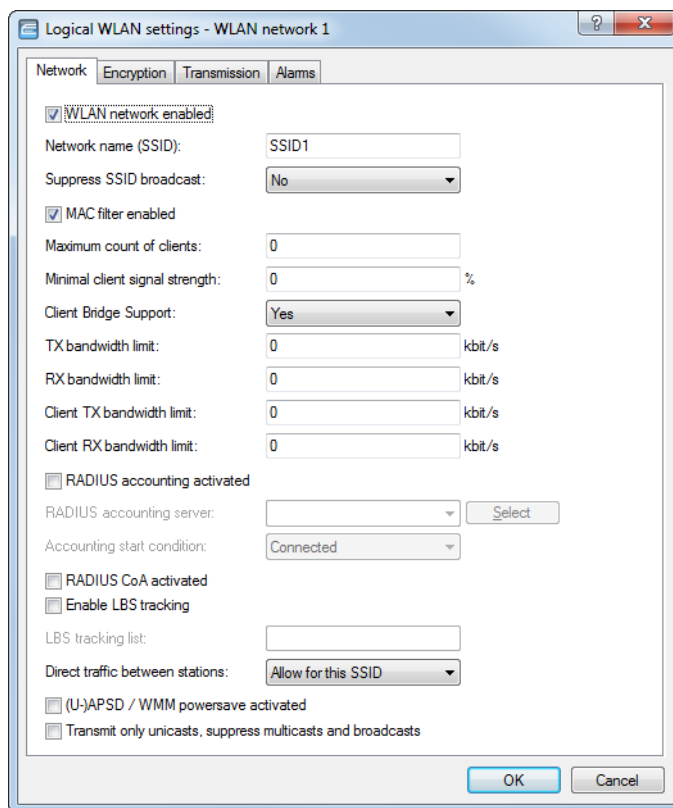 Logical WLAN settings - WLAN network 1
Network Encryption Transmission Alarms
WLAN network enabled
Network name (SSID): SSID1
Suppress SSID broadcast: No
MAC filter enabled
Maximum count of clients: 0
Minimal client signal strength: 0 %
Client Bridge Support: Yes
TX bandwidth limit: 0 kbit/s
RX bandwidth limit: 0 kbit/s
Client TX bandwidth limit: 0 kbit/s
Client RX bandwidth limit: 0 kbit/s
RADIUS accounting activated
RADIUS accounting server: Select
Accounting start condition: Connected
RADIUS CoA activated
Enable LBS tracking
LBS tracking list:
Direct traffic between stations: Allow for this SSID
(U-)APSD / WMM powersave activated
Transmit only unicasts, suppress multicasts and broadcasts
OK Cancel